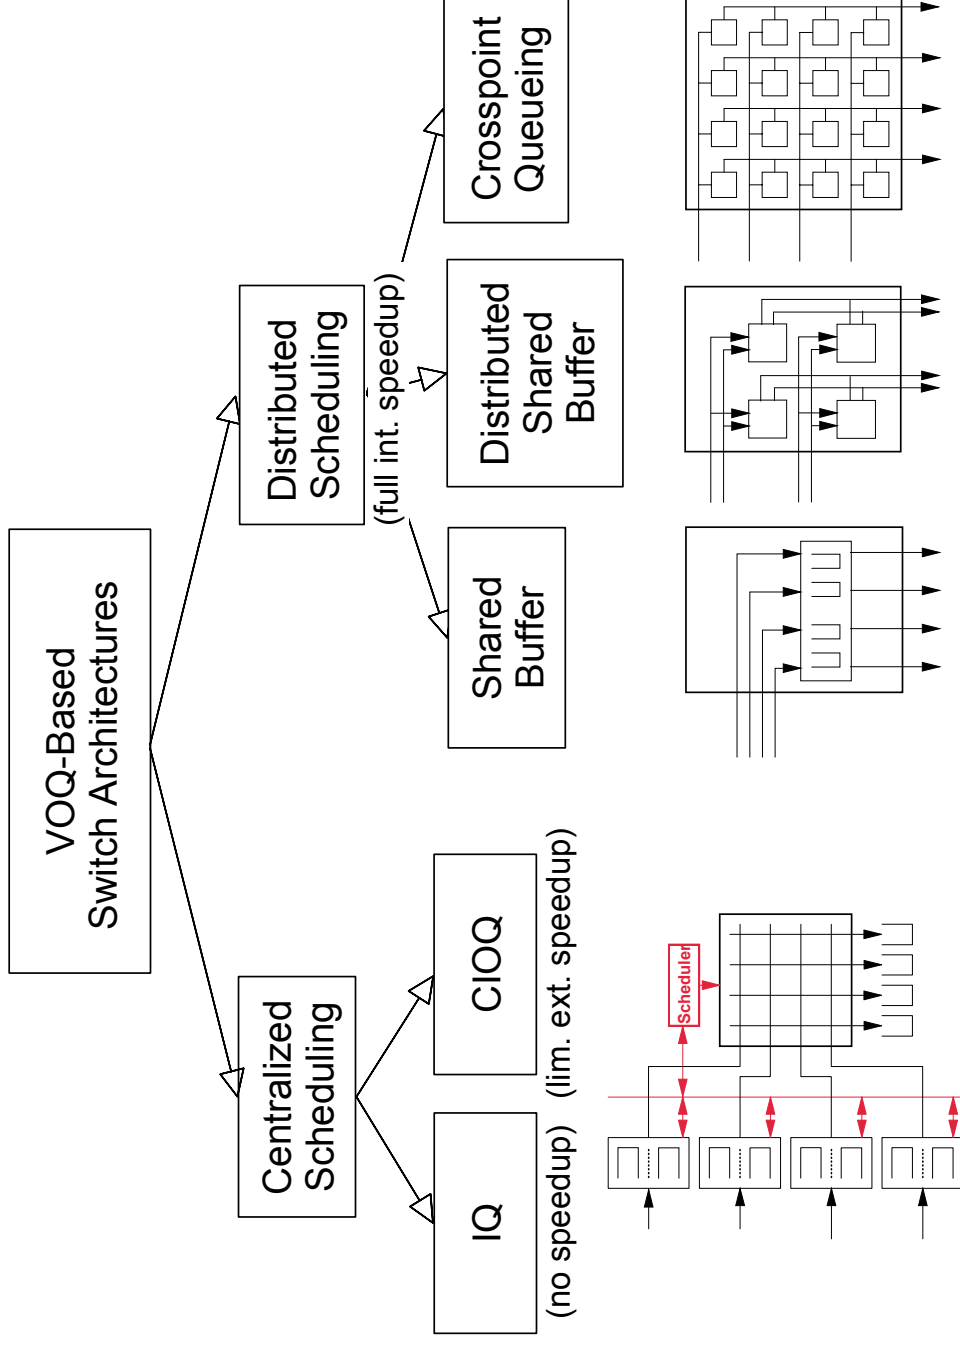 VOQ-Based
Switch Architectures
Centralized
Scheduling
Distributed
Scheduling
(full int. speedup)
IQ
(no speedup)
CIOQ
(lim. ext. speedup)
Shared
Buffer
Distributed
Shared
Buffer
Crosspoint
Queueing
Scheduler